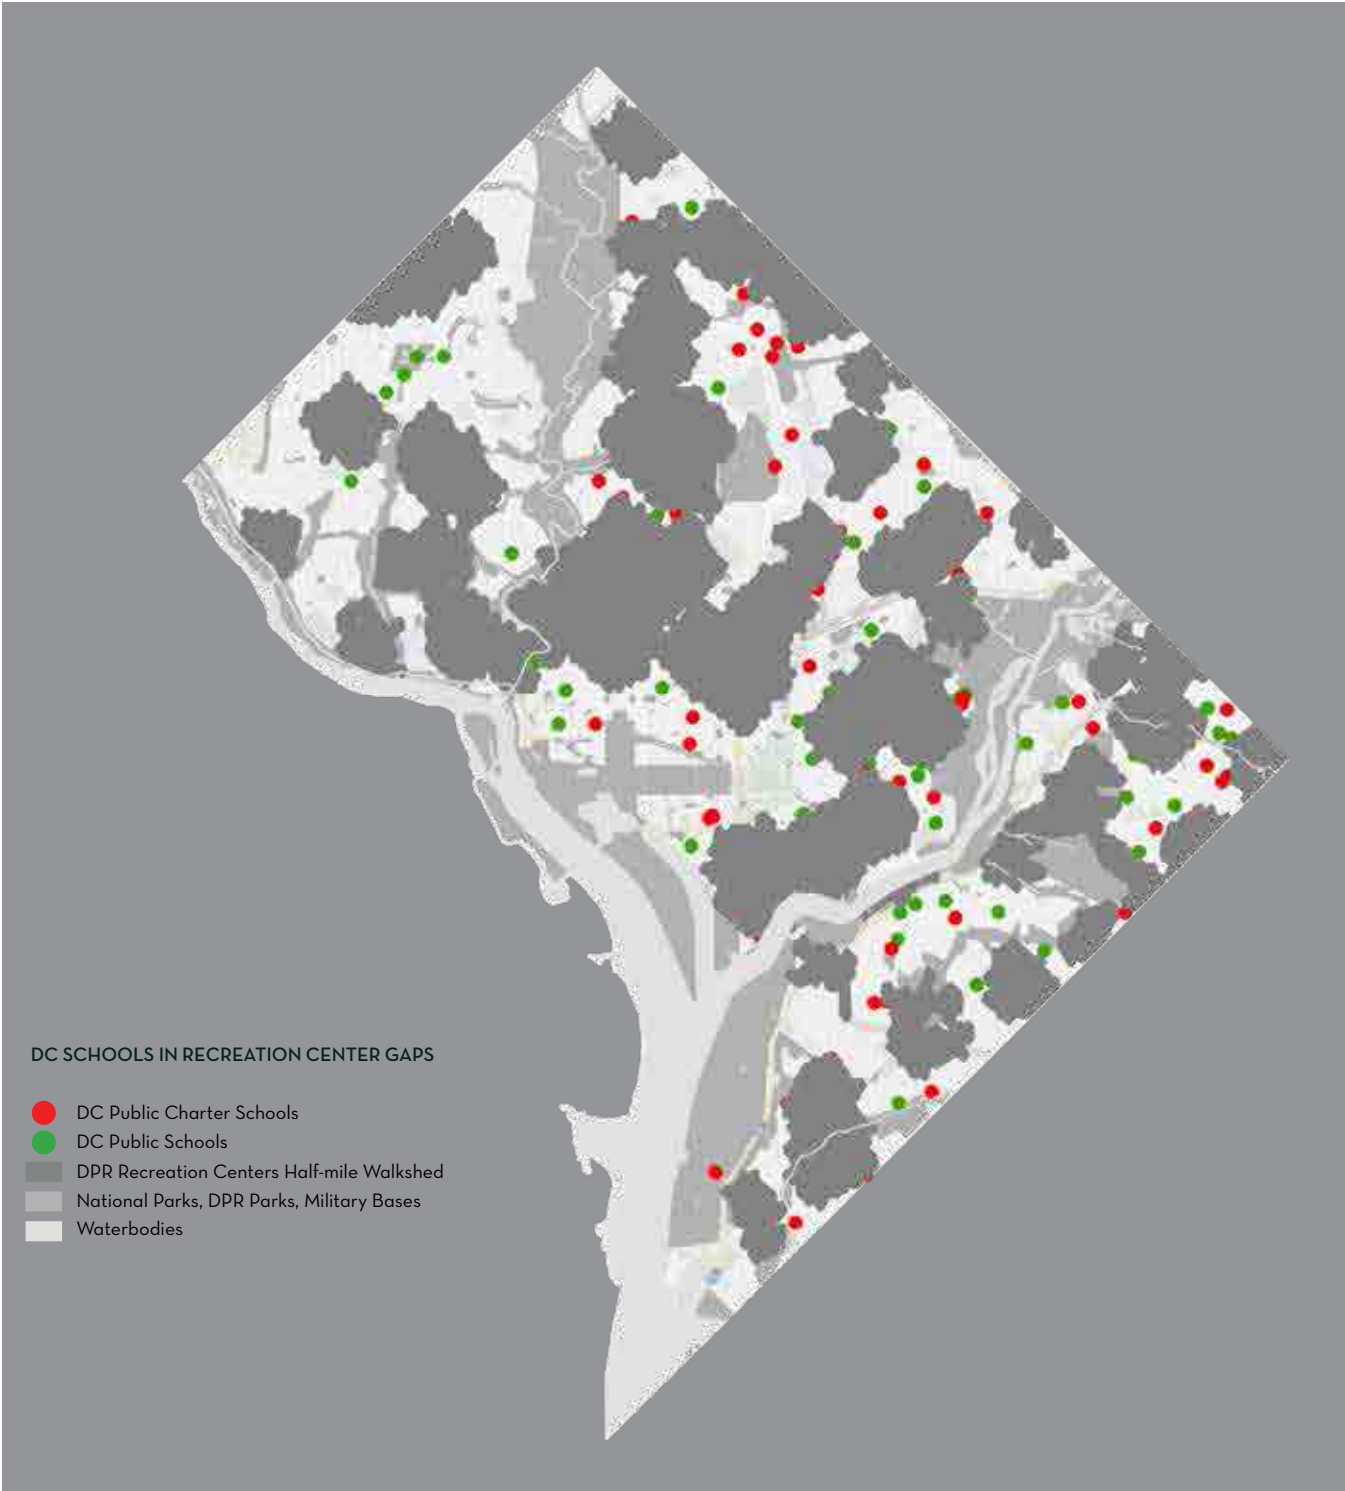 DC SCHOOLS IN RECREATION CENTER GAPS
DC Public Charter Schools
DC Public Schools
DPR Recreation Centers Half-mile Walkshed
National Parks, DPR Parks, Military Bases
Waterbodies